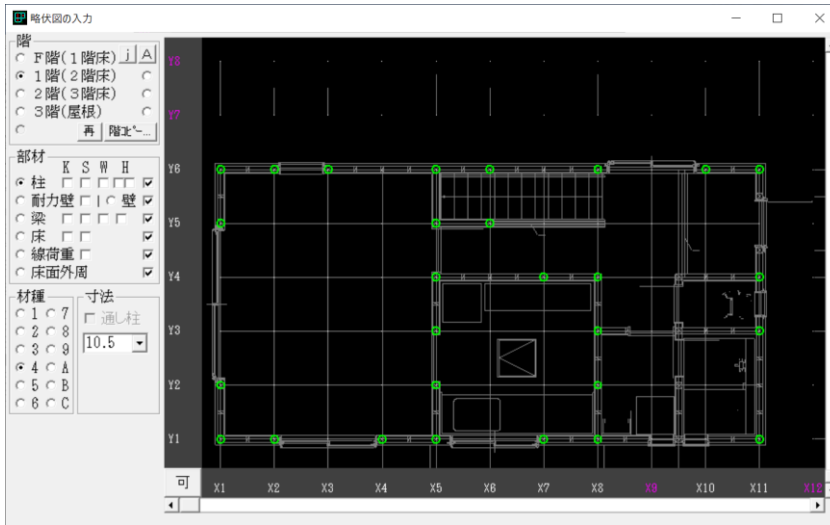 略伏図の入力
階
F階(1階床) j A
1階(2階床)
2階(3階床)
3階(屋根)
再 階コピー...
部材
K S W H
柱
耐力壁 | 壁
梁
床
線荷重
床面外周
材種
1 7
2 8
3 9
4 A
5 B
6 C
寸法
通し柱
10.5
Y8
Y7
Y6
Y5
Y4
Y3
Y2
Y1
可 X1 X2 X3 X4 X5 X6 X7 X8 X9 X10 X11 X12